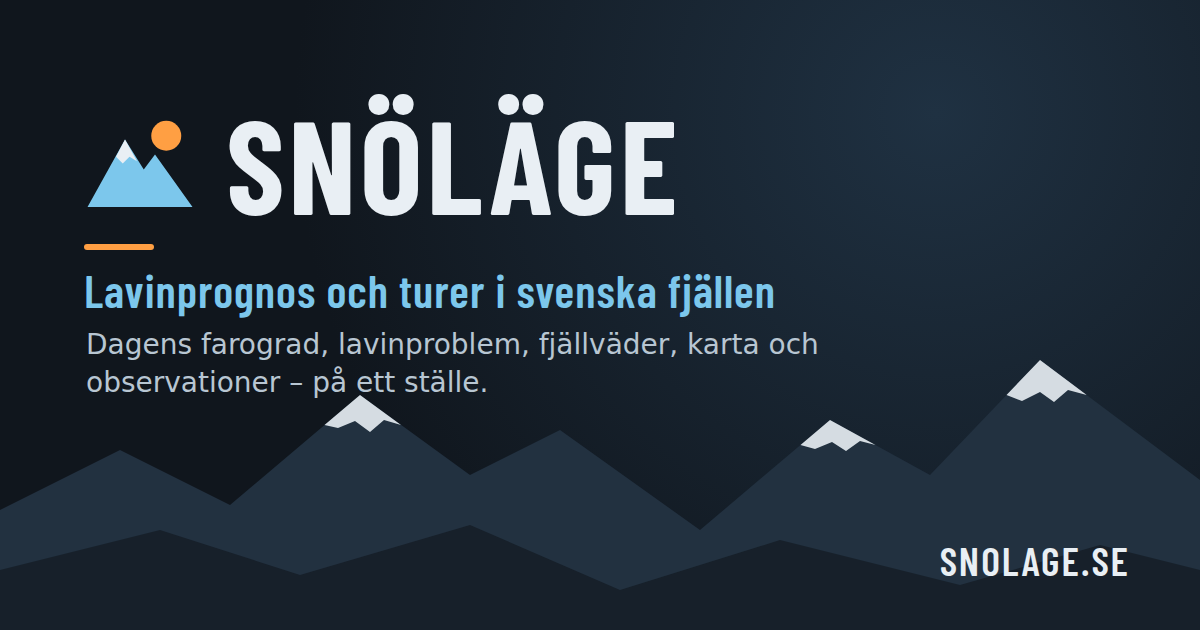 SNÖLÄGE
Lavinprognos och turer i svenska fjällen
Dagens farograd, lavinproblem, fjällväder, karta och
observationer – på ett ställe.
SNOLAGE.SE